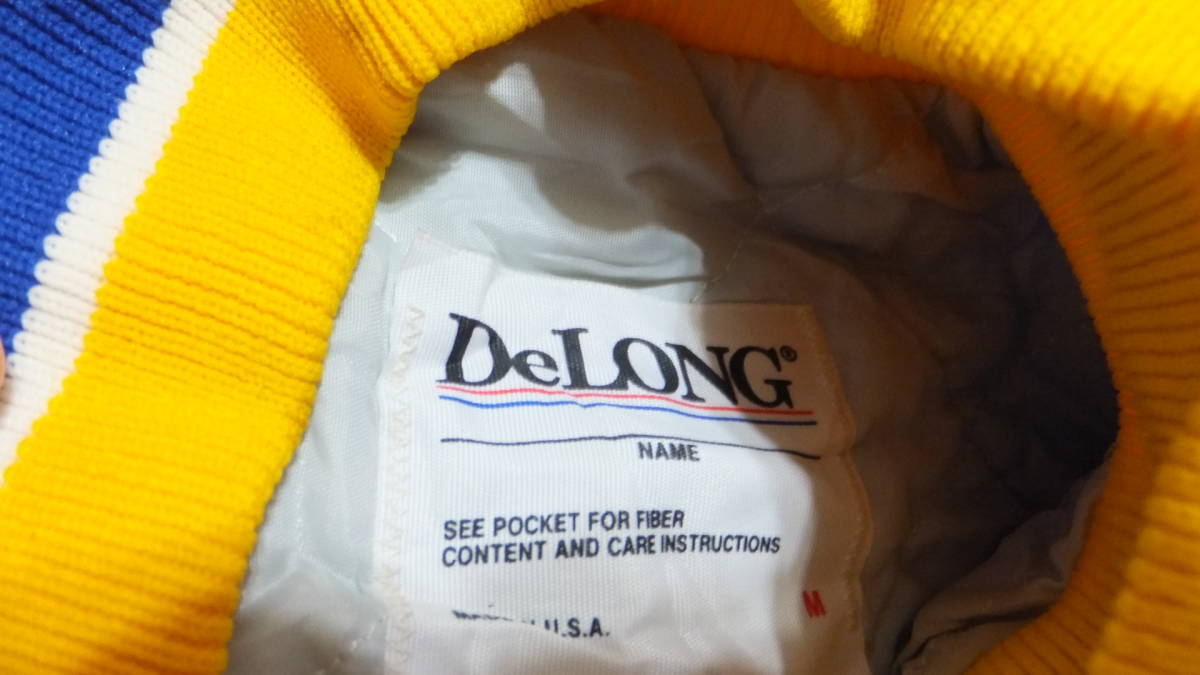 DeLONG®
NAME
SEE POCKET FOR FIBER
CONTENT AND CARE INSTRUCTIONS
M
U.S.A.